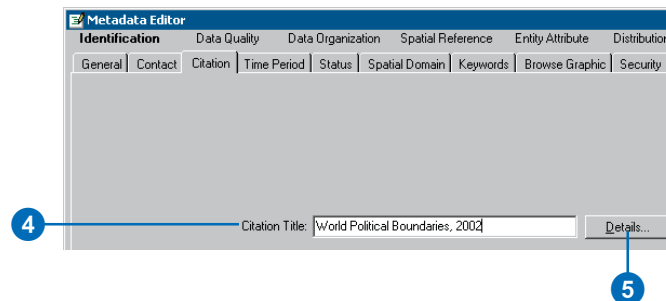 Metadata Editor
Identification Data Quality Data Organization Spatial Reference Entity Attribute Distribution
General Contact Citation Time Period Status Spatial Domain Keywords Browse Graphic Security
4 Citation Title: World Political Boundaries, 2002 Details...
5